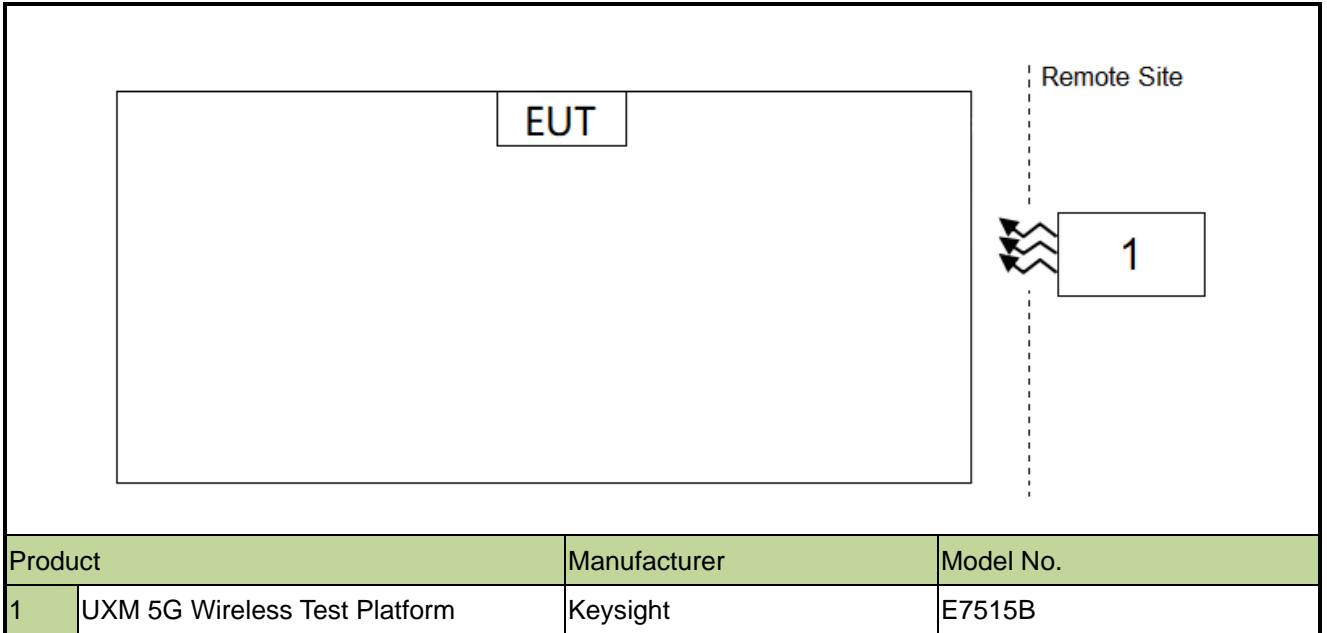 Remote Site
EUT
1
Product Manufacturer Model No.
1 UXM 5G Wireless Test Platform Keysight E7515B